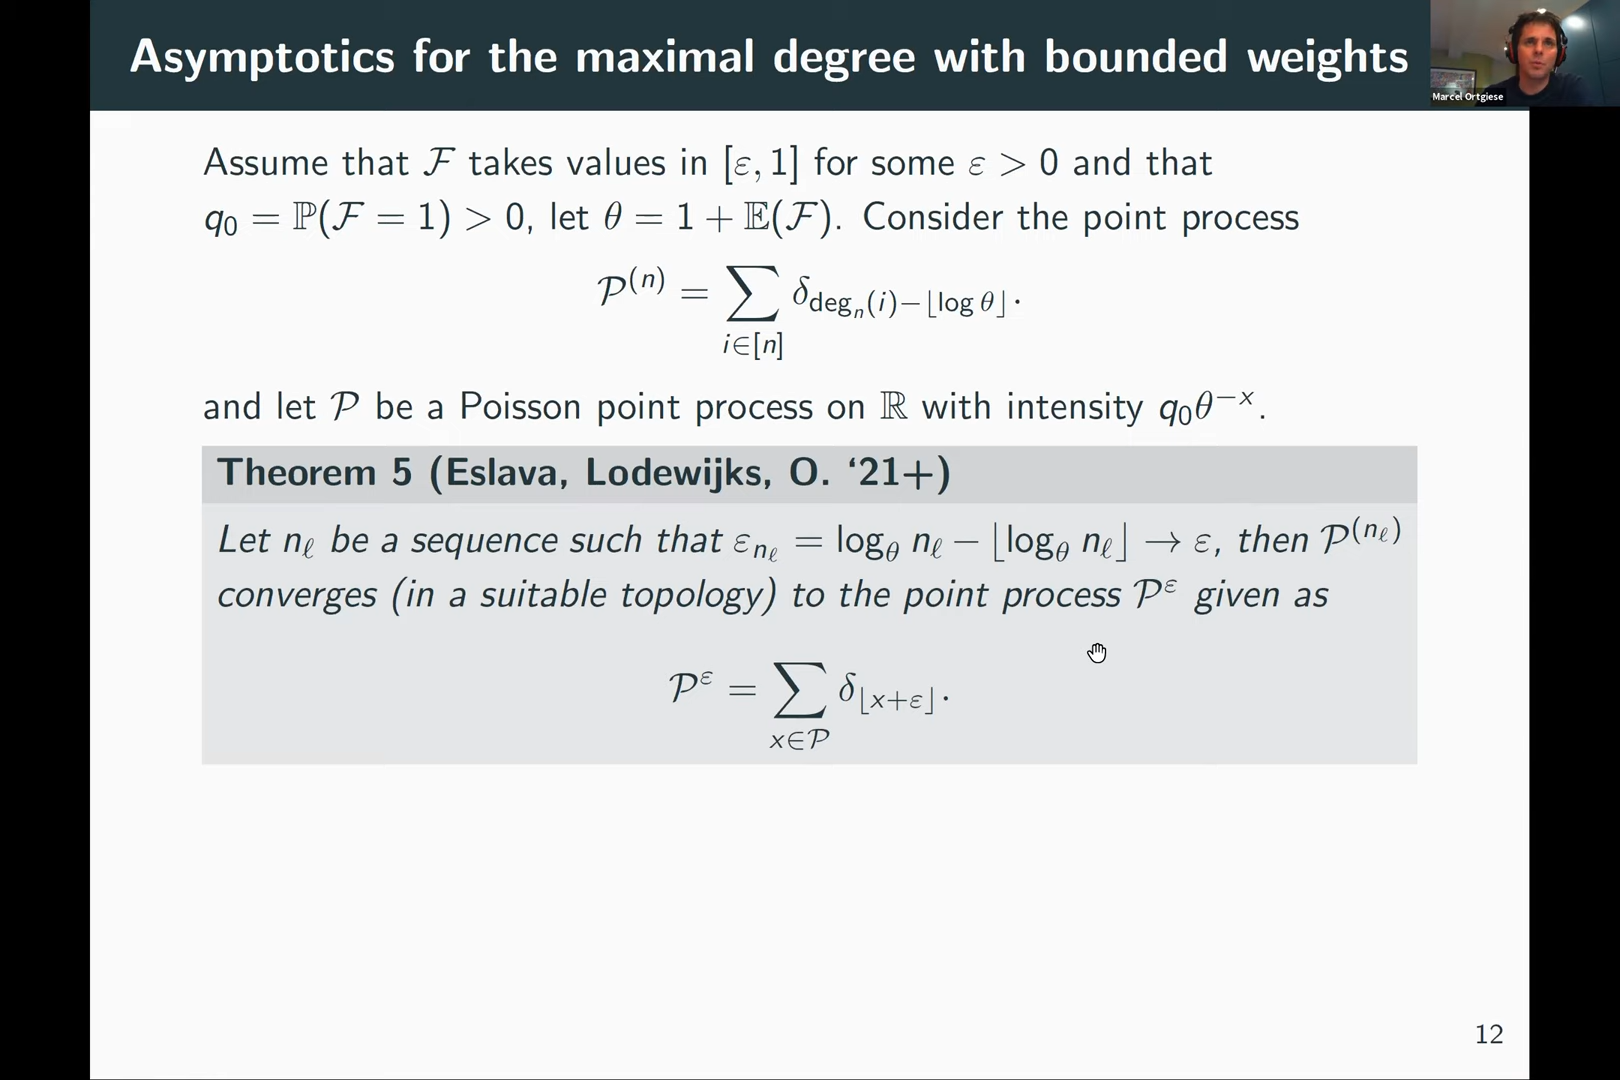 Asymptotics for the maximal degree with bounded weights
Marcel Ortgiese
Assume that ℱ takes values in [ε, 1] for some ε > 0 and that
q₀ = ℙ(ℱ = 1) > 0, let θ = 1 + 𝔼(ℱ). Consider the point process
𝒫⁽ⁿ⁾ = ∑_{i∈[n]} δ_{deg_n(i)−⌊log θ⌋}.
and let 𝒫 be a Poisson point process on ℝ with intensity q₀θ^{−x}.
Theorem 5 (Eslava, Lodewijks, O. ‘21+)
Let n_ℓ be a sequence such that ε_{n_ℓ} = log_θ n_ℓ − ⌊log_θ n_ℓ⌋ → ε, then 𝒫^{(n_ℓ)}
converges (in a suitable topology) to the point process 𝒫^ε given as
𝒫^ε = ∑_{x∈𝒫} δ_{⌊x+ε⌋}.
12